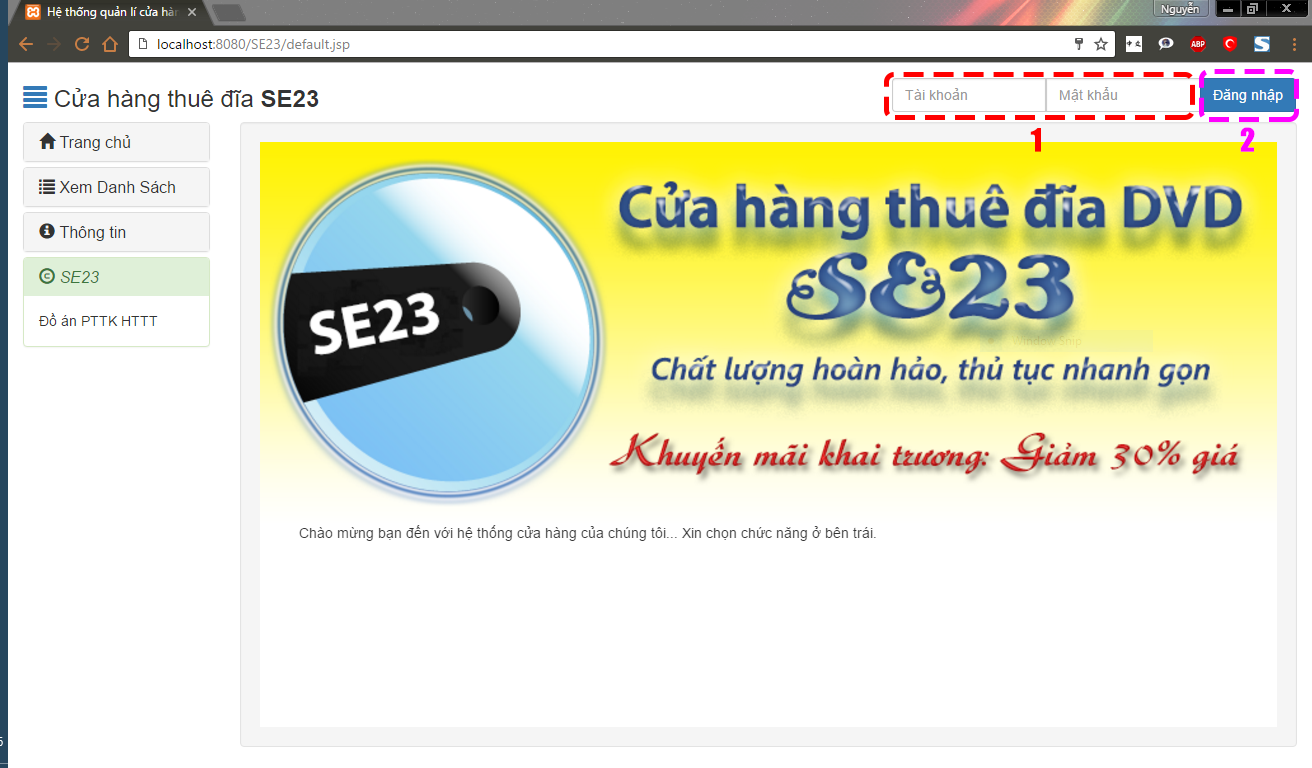 Hệ thống quản lí cửa hàn
Nguyễn
localhost:8080/SE23/default.jsp
ABP
Cửa hàng thuê đĩa SE23
Tài khoản
Mật khẩu
Đăng nhập
1
2
Trang chủ
Xem Danh Sách
Thông tin
SE23
Đồ án PTTK HTTT
Cửa hàng thuê đĩa DVD
SE23
SE23
Window Snip
Chất lượng hoàn hảo, thủ tục nhanh gọn
Khuyến mãi khai trương: Giảm 30% giá
Chào mừng bạn đến với hệ thống cửa hàng của chúng tôi... Xin chọn chức năng ở bên trái.